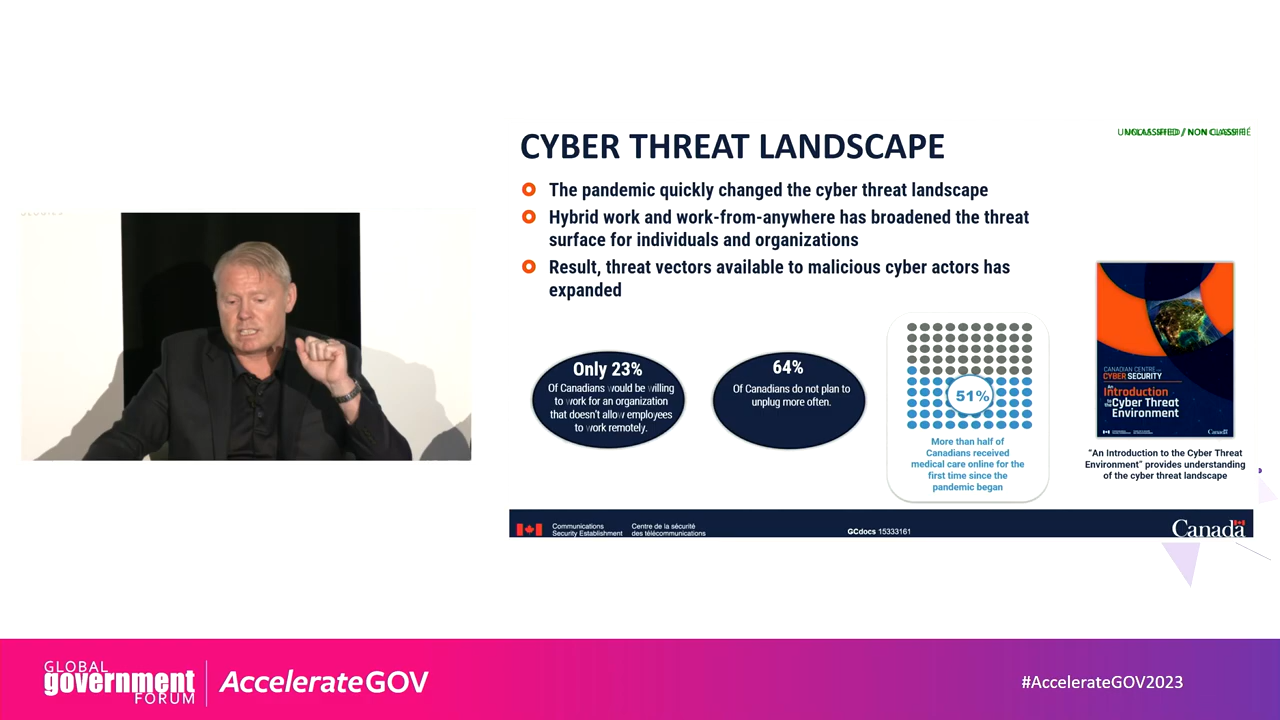 CYBER THREAT LANDSCAPE
The pandemic quickly changed the cyber threat landscape
Hybrid work and work-from-anywhere has broadened the threat
surface for individuals and organizations
Result, threat vectors available to malicious cyber actors has
expanded
Only 23%
Of Canadians would be willing
to work for an organization
that doesn't allow employees
to work remotely.
64%
Of Canadians do not plan to
unplug more often.
51%
More than half of
Canadians received
medical care online for the
first time since the
pandemic began
CANADIAN CENTRE FOR
CYBER SECURITY
An
Introduction
to the Cyber Threat
Environment
Canada
"An Introduction to the Cyber Threat
Environment" provides understanding
of the cyber threat landscape
Communications
Security Establishment
Centre de la sécurité
des télécommunications
GCdocs 15333161
Canada
GLOBAL
government
FORUM
AccelerateGOV
#AccelerateGOV2023